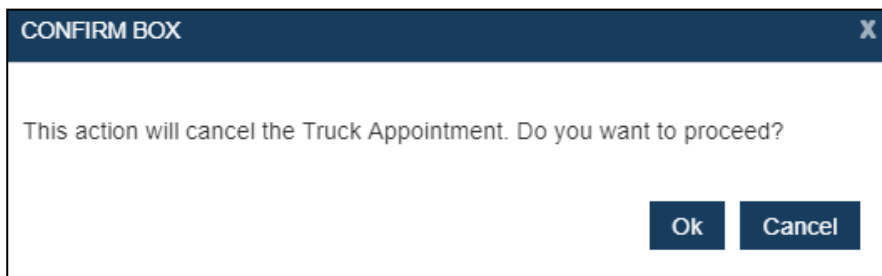 CONFIRM BOX X
This action will cancel the Truck Appointment. Do you want to proceed?
Ok Cancel